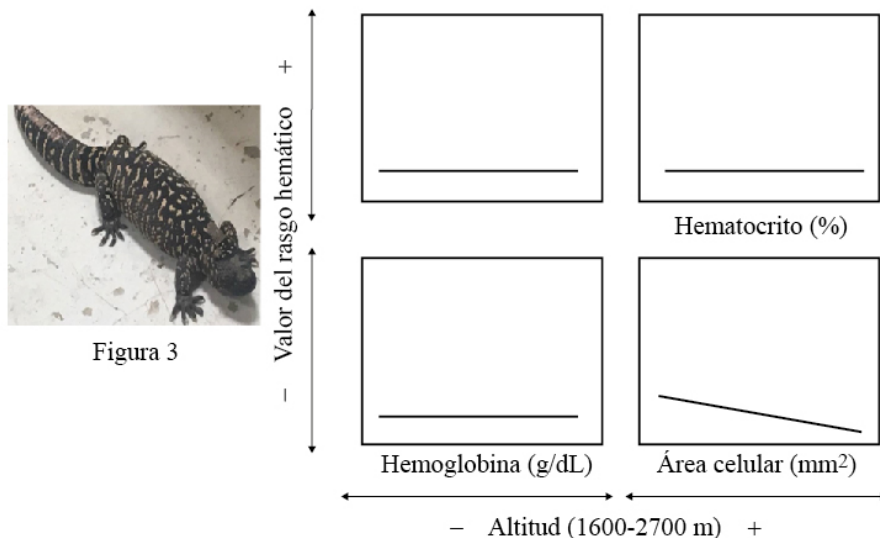 Valor del rasgo hemático
+
−
Figura 3
Hematocrito (%)
Hemoglobina (g/dL)
Área celular (mm2)
− Altitud (1600-2700 m) +